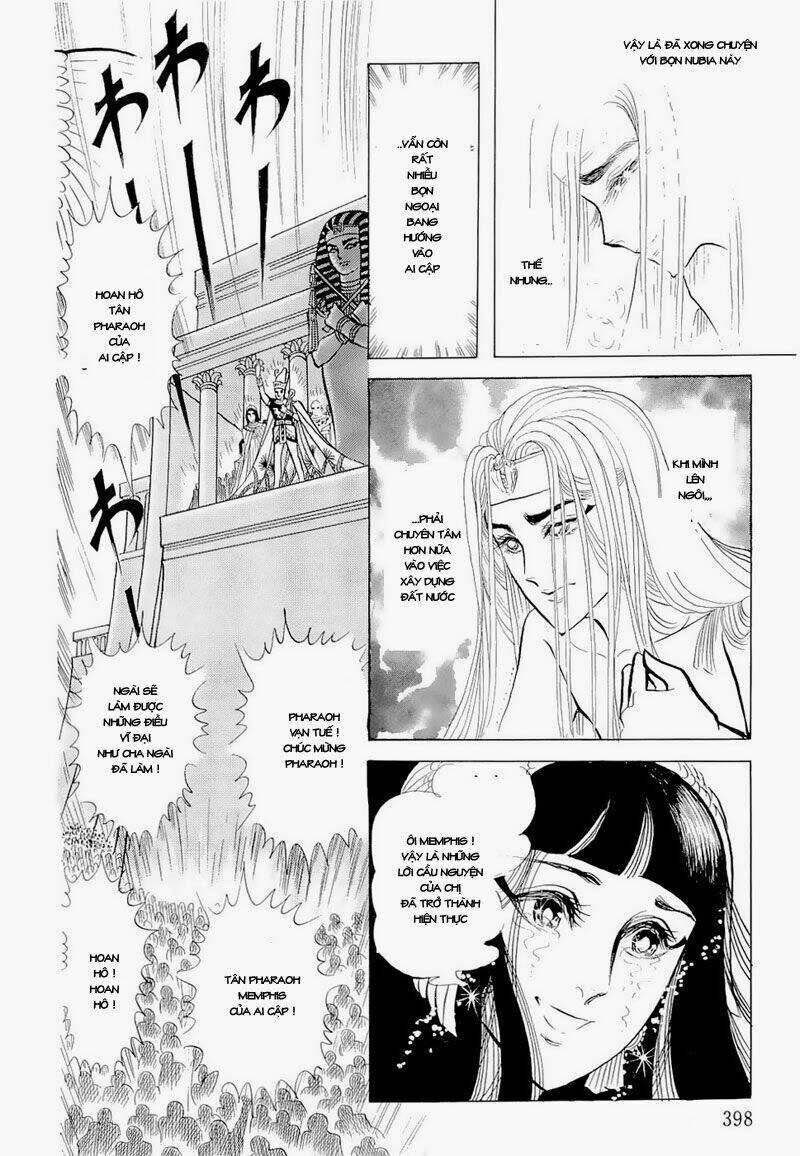 VẬY LÀ ĐÃ XONG CHUYỆN
VỚI BỌN NUBIA NÀY
THẾ
NHƯNG..
..VẪN CÒN
RẤT
NHIỀU
BỌN
NGOẠI
BANG
HƯỚNG
VÀO
AI CẬP
KHI MÌNH
LÊN
NGÔI,,,
...PHẢI
CHUYÊN TÂM
HƠN NỮA
VÀO VIỆC
XÂY DỰNG
ĐẤT NƯỚC
ÔI MEMPHIS !
VẬY LÀ NHỮNG
LỜI CẦU NGUYỆN
CỦA CHỊ
ĐÃ TRỞ THÀNH
HIỆN THỰC
わわわー
HOAN HÔ
TÂN
PHARAOH
CỦA
AI CẬP !
わー
PHARAOH
VẠN TUẾ !
CHÚC MỪNG
PHARAOH !
NGÀI SẼ
LÀM ĐƯỢC
NHỮNG ĐIỀU
VĨ ĐẠI
NHƯ CHA NGÀI
ĐÃ LÀM !
TÂN PHARAOH
MEMPHIS
CỦA AI CẬP !
HOAN
HÔ !
HOAN
HÔ !
398